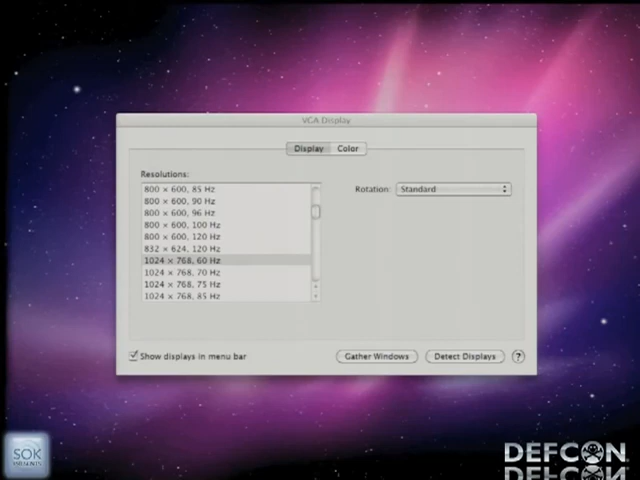 VGA Display
Display Color
Resolutions:
800 × 600, 85 Hz
800 × 600, 90 Hz
800 × 600, 96 Hz
800 × 600, 100 Hz
800 × 600, 120 Hz
832 × 624, 120 Hz
1024 × 768, 60 Hz
1024 × 768, 70 Hz
1024 × 768, 75 Hz
1024 × 768, 85 Hz
Rotation: Standard
Show displays in menu bar
Gather Windows
Detect Displays
?
SOK
DEFCON